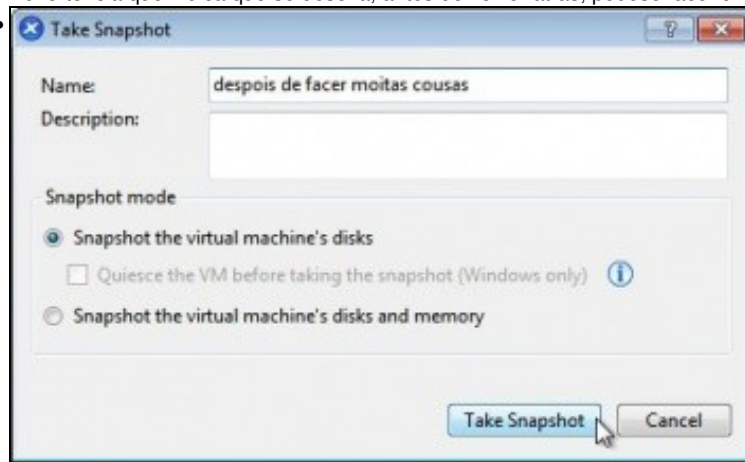 Take Snapshot
Name: despois de facer moitas cousas
Description:
Snapshot mode
Snapshot the virtual machine's disks
Quiesce the VM before taking the snapshot (Windows only)
Snapshot the virtual machine's disks and memory
Take Snapshot Cancel